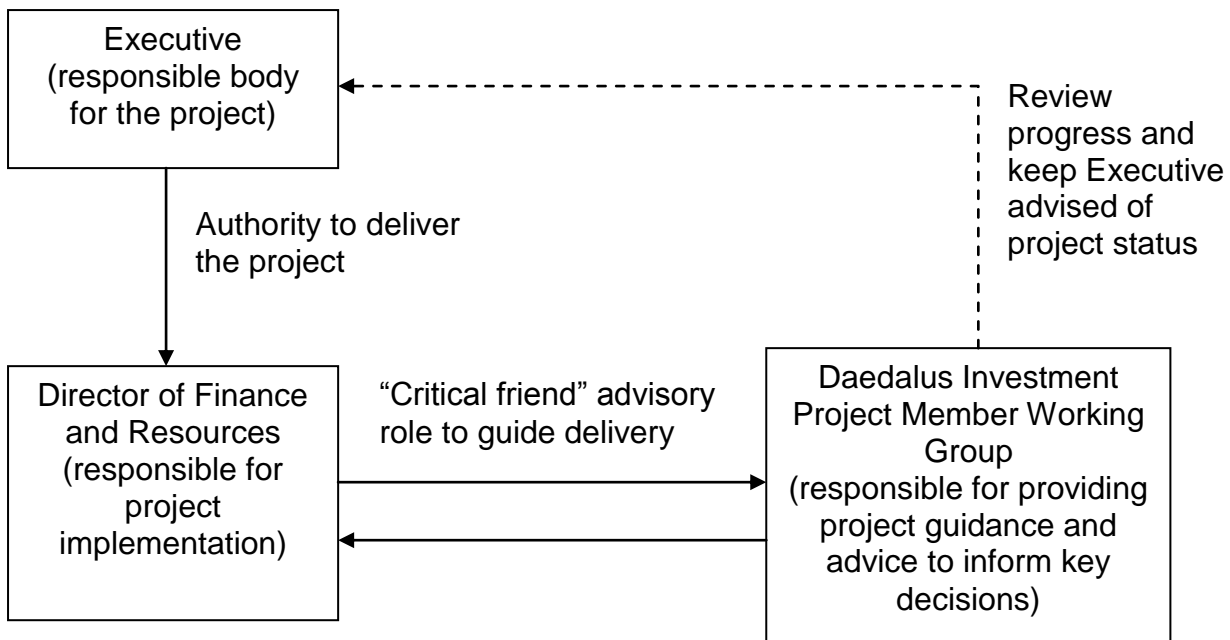 Executive
(responsible body
for the project)
Review
progress and
keep Executive
advised of
project status
Authority to deliver
the project
Director of Finance
and Resources
(responsible for
project
implementation)
“Critical friend” advisory
role to guide delivery
Daedalus Investment
Project Member Working
Group
(responsible for providing
project guidance and
advice to inform key
decisions)